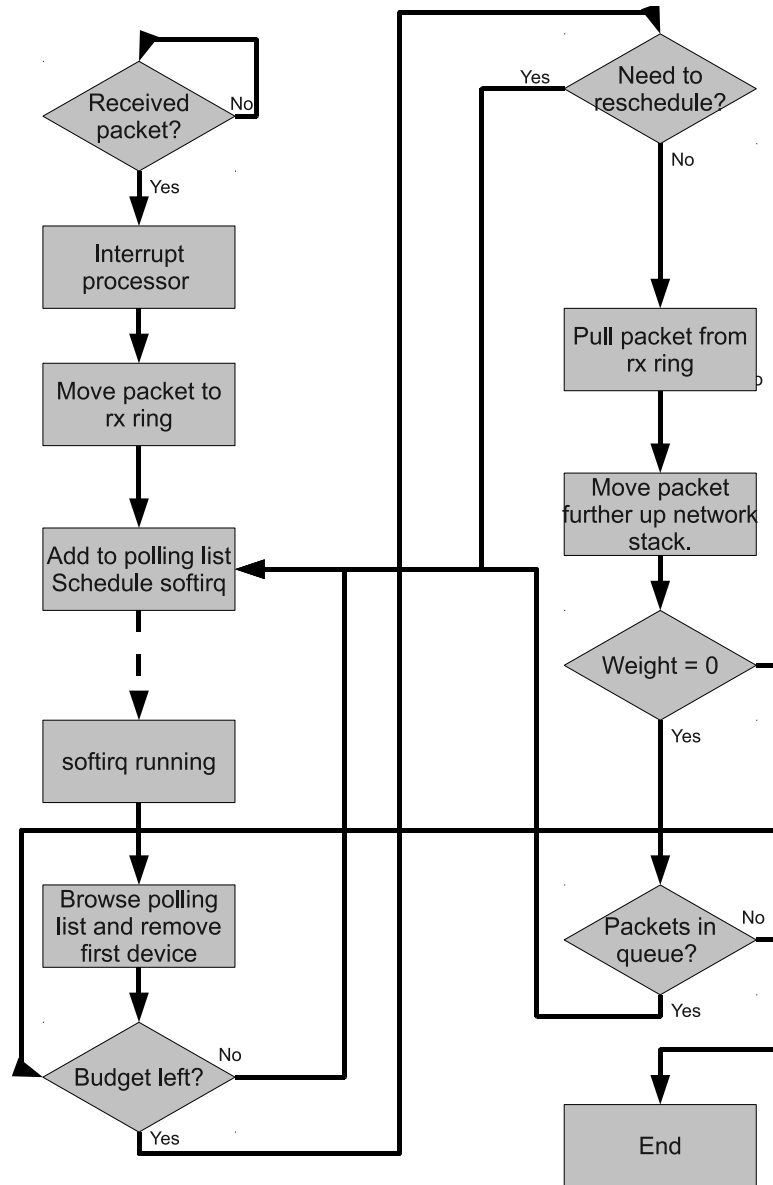 Received
packet?
No
Yes
Interrupt
processor
Move packet to
rx ring
Add to polling list
Schedule softirq
softirq running
Browse polling
list and remove
first device
Budget left?
No
Yes
Need to
reschedule?
Yes
No
Pull packet from
rx ring
Move packet
further up network
stack.
Weight = 0
Yes
Packets in
queue?
No
Yes
End